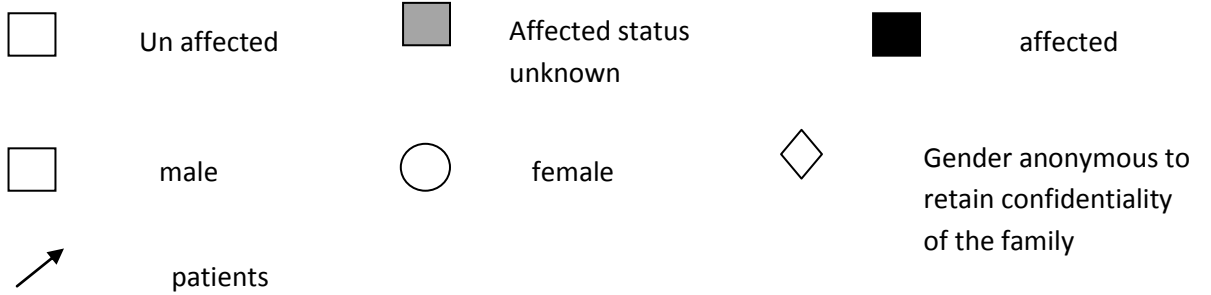 Un affected
Affected status
unknown
affected
male
female
Gender anonymous to
retain confidentiality
of the family
patients